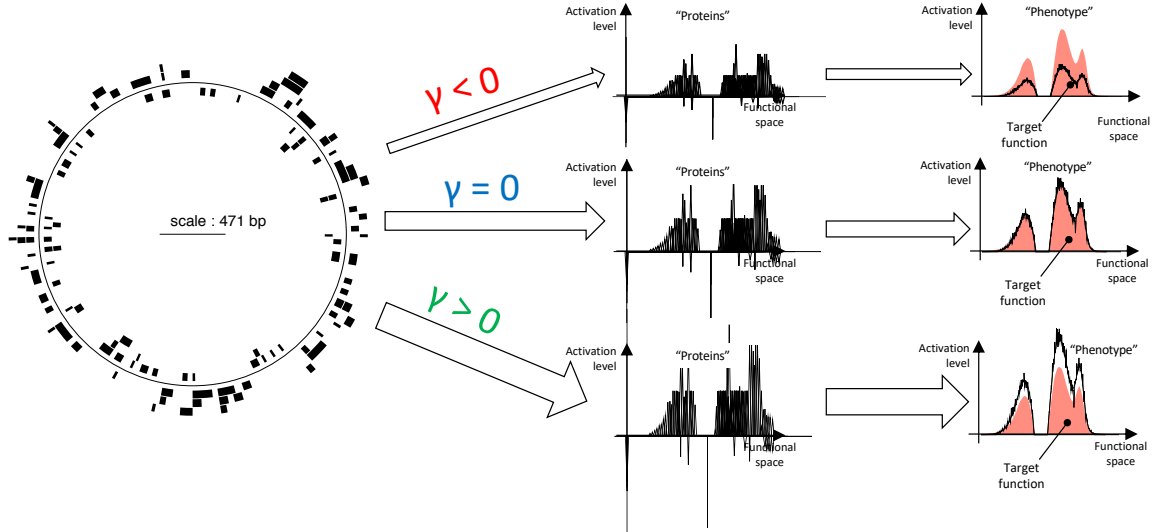 scale : 471 bp
γ < 0
γ = 0
γ > 0
Activation
level
“Proteins”
Functional
space
Activation
level
“Phenotype”
Target
function
Functional
space
Activation
level
“Proteins”
Functional
space
Activation
level
“Phenotype”
Target
function
Functional
space
Activation
level
“Proteins”
Functional
space
Activation
level
“Phenotype”
Target
function
Functional
space